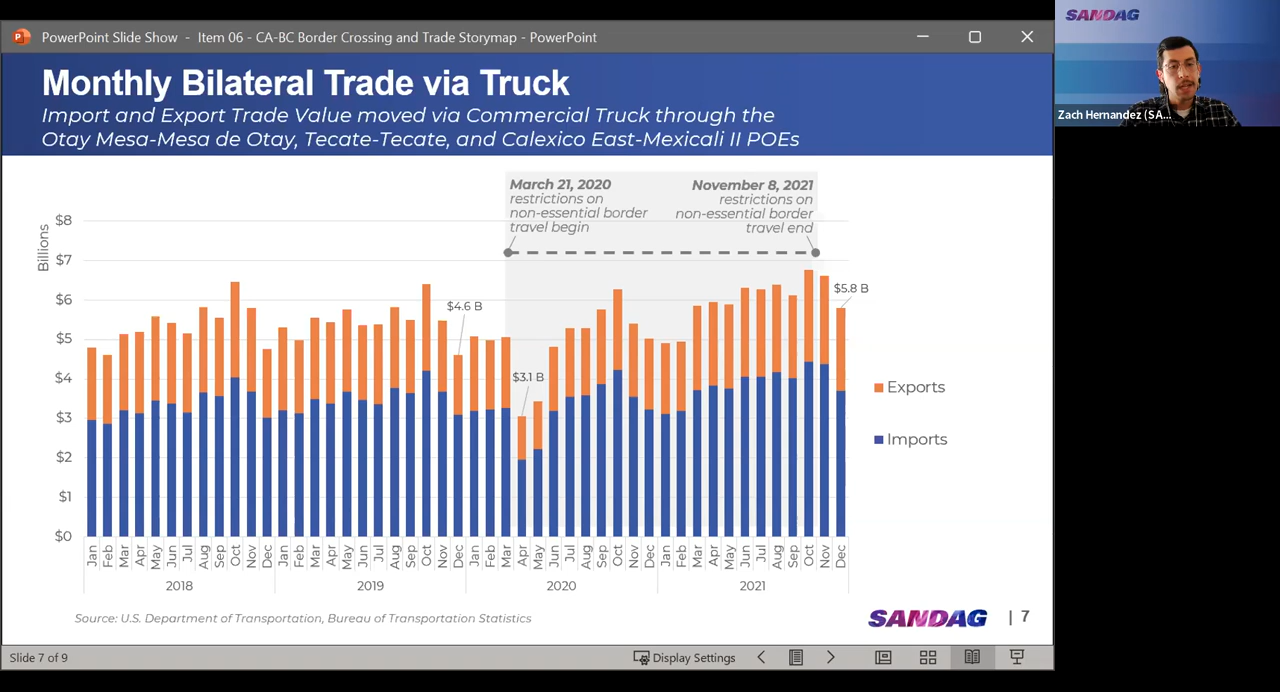 PowerPoint Slide Show - Item 06 - CA-BC Border Crossing and Trade Storymap - PowerPoint
SANDAG
Zach Hernandez (SA...
Monthly Bilateral Trade via Truck
Import and Export Trade Value moved via Commercial Truck through the
Otay Mesa-Mesa de Otay, Tecate-Tecate, and Calexico East-Mexicali II POEs
March 21, 2020
restrictions on
non-essential border
travel begin
November 8, 2021
restrictions on
non-essential border
travel end
Billions
$8
$7
$6
$5
$4
$3
$2
$1
$0
$4.6 B
$3.1 B
$5.8 B
Exports
Imports
Jan Feb Mar Apr May Jun Jul Aug Sep Oct Nov Dec Jan Feb Mar Apr May Jun Jul Aug Sep Oct Nov Dec Jan Feb Mar Apr May Jun Jul Aug Sep Oct Nov Dec Jan Feb Mar Apr May Jun Jul Aug Sep Oct Nov Dec
2018 2019 2020 2021
Source: U.S. Department of Transportation, Bureau of Transportation Statistics
SANDAG | 7
Slide 7 of 9
Display Settings